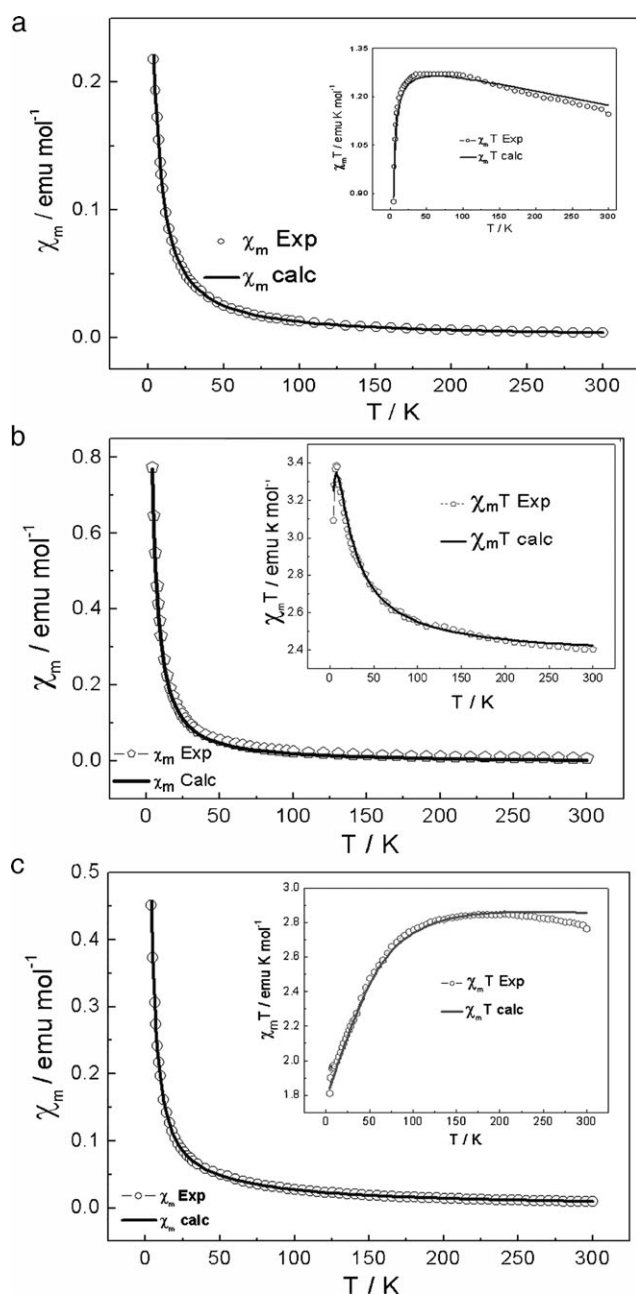 a
χm / emu mol-1
0.2
0.1
0.0
0 50 100 150 200 250 300
T / K
χm Exp
χm calc
χmT / emu K mol-1
1.35
1.20
1.05
0.90
0 50 100 150 200 250 300
T / K
χmT Exp
χmT calc
b
χm / emu mol-1
0.8
0.6
0.4
0.2
0.0
0 50 100 150 200 250 300
T / K
χm Exp
χm Calc
χmT / emu K mol-1
3.4
3.2
3.0
2.8
2.6
2.4
0 50 100 150 200 250 300
T / K
χmT Exp
χmT calc
c
χm / emu mol-1
0.5
0.4
0.3
0.2
0.1
0.0
0 50 100 150 200 250 300
T / K
χm Exp
χm calc
χmT / emu K mol-1
3.0
2.8
2.6
2.4
2.2
2.0
1.8
0 50 100 150 200 250 300
T / K
χmT Exp
χmT calc